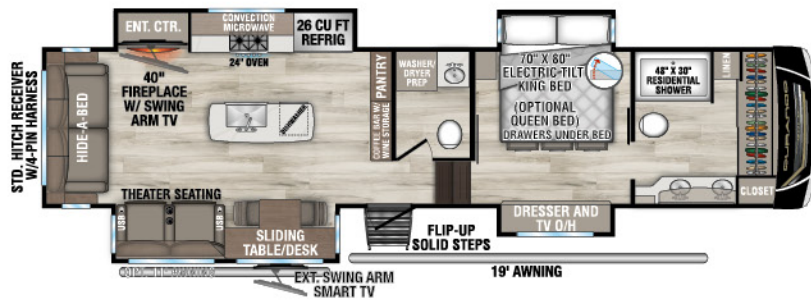 STD. HITCH RECEIVER
W/4-PIN HARNESS
HIDE-A-BED
ENT. CTR.
40"
FIREPLACE
W/ SWING
ARM TV
CONVECTION
MICROWAVE
24" OVEN
26 CU FT
REFRIG
DISHWASHER
THEATER SEATING
USB
USB
SLIDING
TABLE/DESK
EXT. SWING ARM
SMART TV
COFFEE BAR W/
WINE STORAGE
PANTRY
WASHER/
DRYER
PREP
FLIP-UP
SOLID STEPS
19' AWNING
70" X 80"
ELECTRIC-TILT
KING BED
(OPTIONAL
QUEEN BED)
DRAWERS UNDER BED
DRESSER AND
TV O/H
48" X 30"
RESIDENTIAL
SHOWER
LINEN
CLOSET
DURANGO